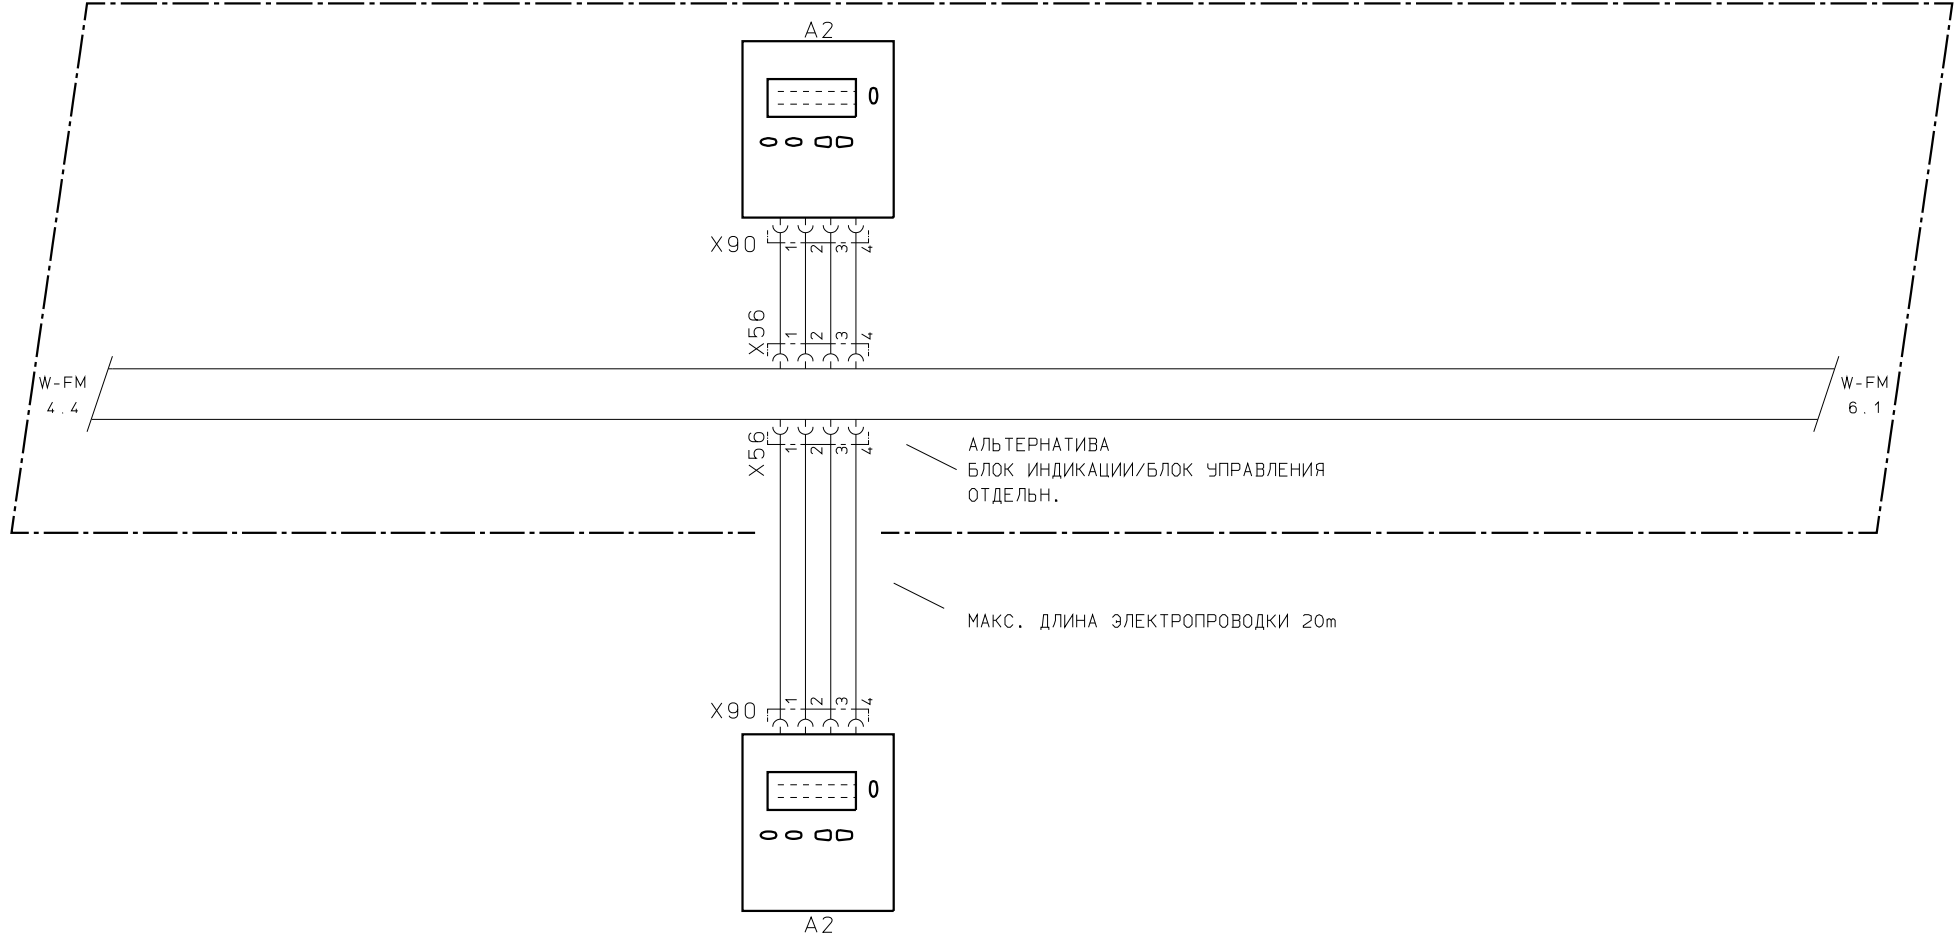 A2
X90
1 2 3 4
X56
1 2 3 4
W-FM
4.4
W-FM
6.1
X56
1 2 3 4
АЛЬТЕРНАТИВА
БЛОК ИНДИКАЦИИ/БЛОК УПРАВЛЕНИЯ
ОТДЕЛЬН.
МАКС. ДЛИНА ЭЛЕКТРОПРОВОДКИ 20m
X90
1 2 3 4
A2